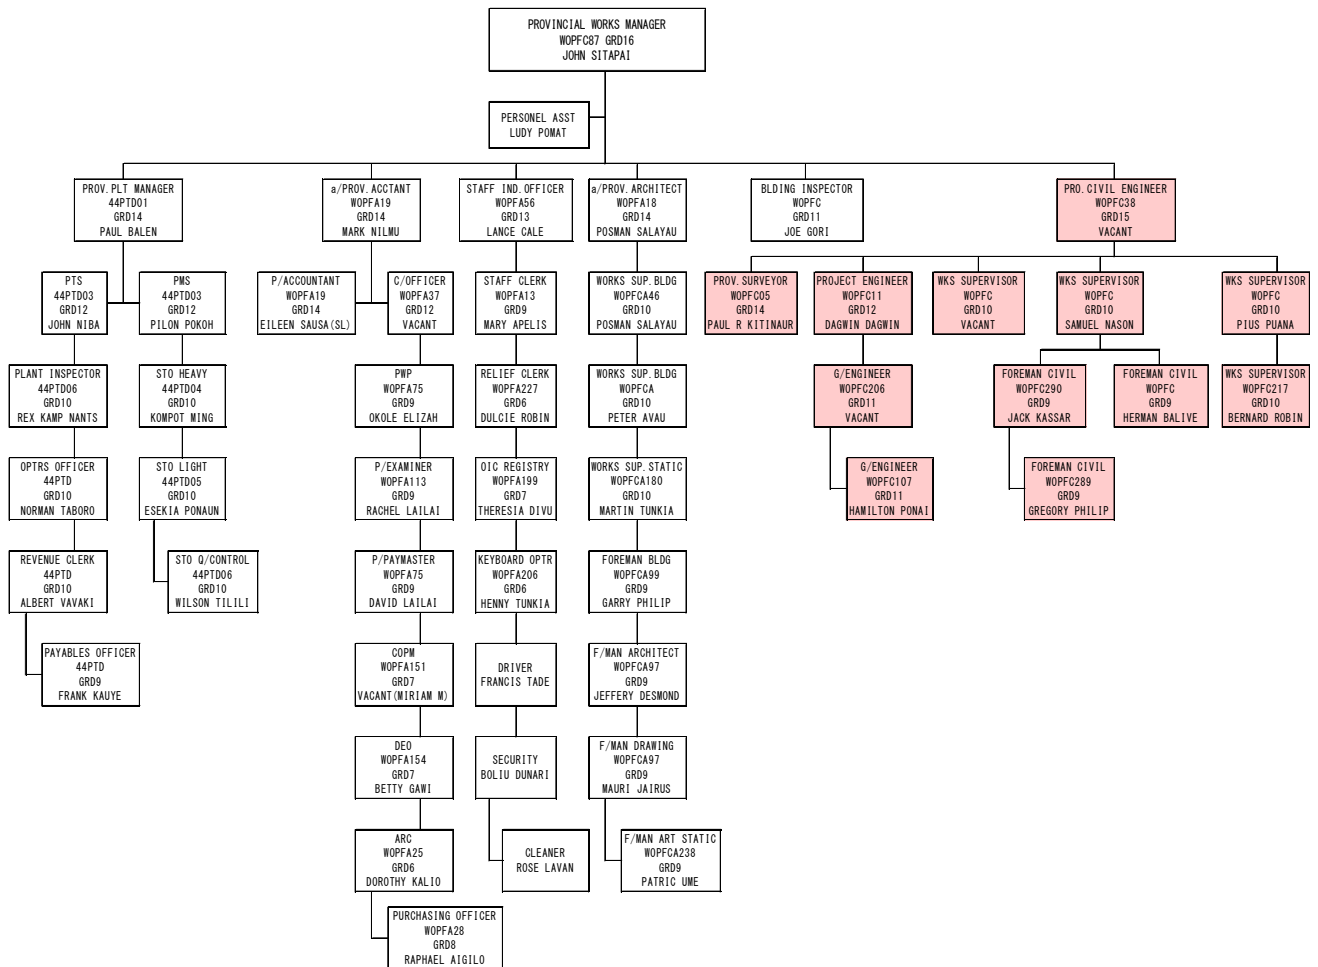 PROVINCIAL WORKS MANAGER
WOPFC87 GRD16
JOHN SITAPAI
PERSONEL ASST
LUDY POMAT
PROV.PLT MANAGER
44PTD01
GRD14
PAUL BALEN
a/PROV.ACCTANT
WOPFA19
GRD14
MARK NILMU
STAFF IND.OFFICER
WOPFA56
GRD13
LANCE CALE
a/PROV.ARCHITECT
WOPFA18
GRD14
POSMAN SALAYAU
BLDING INSPECTOR
WOPFC
GRD11
JOE GORI
PRO.CIVIL ENGINEER
WOPFC38
GRD15
VACANT
PTS
44PTD03
GRD12
JOHN NIBA
PMS
44PTD03
GRD12
PILON POKOH
P/ACCOUNTANT
WOPFA19
GRD14
EILEEN SAUSA(SL)
C/OFFICER
WOPFA37
GRD12
VACANT
STAFF CLERK
WOPFA13
GRD9
MARY APELIS
WORKS SUP.BLDG
WOPFCA46
GRD10
POSMAN SALAYAU
PROV.SURVEYOR
WOPFC05
GRD14
PAUL R KITINAUR
PROJECT ENGINEER
WOPFC11
GRD12
DAGWIN DAGWIN
WKS SUPERVISOR
WOPFC
GRD10
VACANT
WKS SUPERVISOR
WOPFC
GRD10
SAMUEL NASON
WKS SUPERVISOR
WOPFC
GRD10
PIUS PUANA
PLANT INSPECTOR
44PTD06
GRD10
REX KAMP NANTS
STO HEAVY
44PTD04
GRD10
KOMPOT MING
PWP
WOPFA75
GRD9
OKOLE ELIZAH
RELIEF CLERK
WOPFA227
GRD6
DULCIE ROBIN
WORKS SUP.BLDG
WOPFCA
GRD10
PETER AVAU
G/ENGINEER
WOPFC206
GRD11
VACANT
FOREMAN CIVIL
WOPFC290
GRD9
JACK KASSAR
FOREMAN CIVIL
WOPFC
GRD9
HERMAN BALIVE
WKS SUPERVISOR
WOPFC217
GRD10
BERNARD ROBIN
OPTRS OFFICER
44PTD
GRD10
NORMAN TABORO
STO LIGHT
44PTD05
GRD10
ESEKIA PONAUN
P/EXAMINER
WOPFA113
GRD9
RACHEL LAILAI
OIC REGISTRY
WOPFA199
GRD7
THERESIA DIVU
WORKS SUP.STATIC
WOPFCA180
GRD10
MARTIN TUNKIA
G/ENGINEER
WOPFC107
GRD11
HAMILTON PONAI
FOREMAN CIVIL
WOPFC289
GRD9
GREGORY PHILIP
REVENUE CLERK
44PTD
GRD10
ALBERT VAVAKI
STO Q/CONTROL
44PTD06
GRD10
WILSON TILILI
P/PAYMASTER
WOPFA75
GRD9
DAVID LAILAI
KEYBOARD OPTR
WOPFA206
GRD6
HENNY TUNKIA
FOREMAN BLDG
WOPFCA99
GRD9
GARRY PHILIP
PAYABLES OFFICER
44PTD
GRD9
FRANK KAUYE
COPM
WOPFA151
GRD7
VACANT(MIRIAM M)
DRIVER
FRANCIS TADE
F/MAN ARCHITECT
WOPFCA97
GRD9
JEFFERY DESMOND
DEO
WOPFA154
GRD7
BETTY GAWI
SECURITY
BOLIU DUNARI
F/MAN DRAWING
WOPFCA97
GRD9
MAURI JAIRUS
ARC
WOPFA25
GRD6
DOROTHY KALIO
CLEANER
ROSE LAVAN
F/MAN ART STATIC
WOPFCA238
GRD9
PATRIC UME
PURCHASING OFFICER
WOPFA28
GRD8
RAPHAEL AIGILO